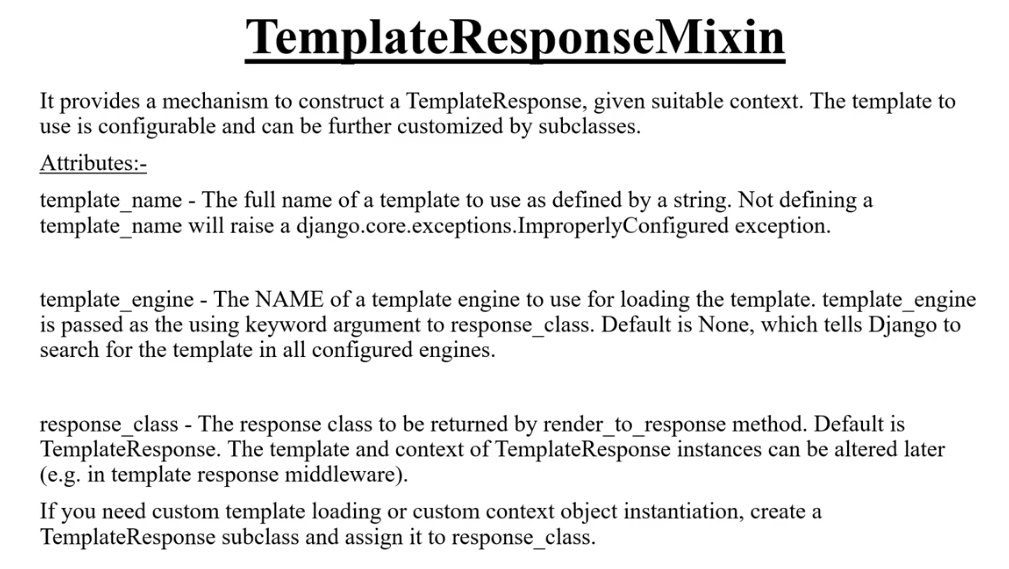 TemplateResponseMixin
It provides a mechanism to construct a TemplateResponse, given suitable context. The template to
use is configurable and can be further customized by subclasses.
Attributes:-
template_name - The full name of a template to use as defined by a string. Not defining a
template_name will raise a django.core.exceptions.ImproperlyConfigured exception.
template_engine - The NAME of a template engine to use for loading the template. template_engine
is passed as the using keyword argument to response_class. Default is None, which tells Django to
search for the template in all configured engines.
response_class - The response class to be returned by render_to_response method. Default is
TemplateResponse. The template and context of TemplateResponse instances can be altered later
(e.g. in template response middleware).
If you need custom template loading or custom context object instantiation, create a
TemplateResponse subclass and assign it to response_class.